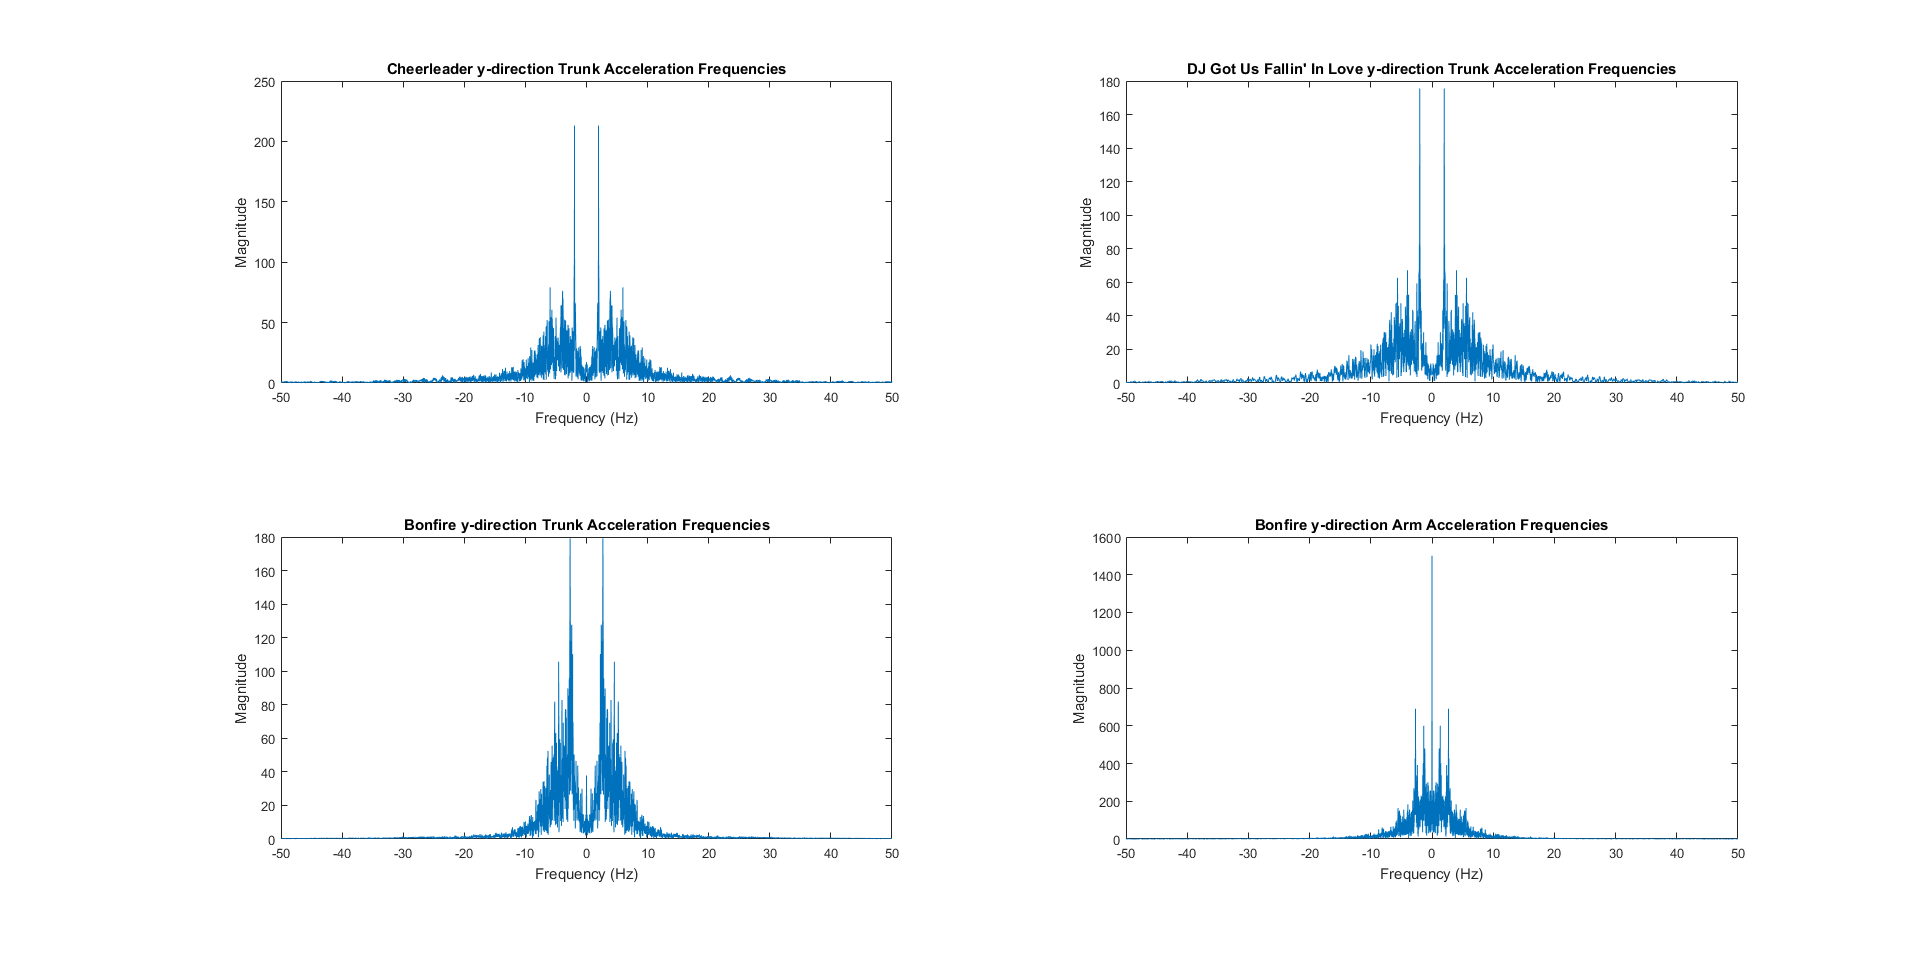 Cheerleader y-direction Trunk Acceleration Frequencies
250
200
150
100
50
0
Magnitude
-50 -40 -30 -20 -10 0 10 20 30 40 50
Frequency (Hz)
DJ Got Us Fallin' In Love y-direction Trunk Acceleration Frequencies
180
160
140
120
100
80
60
40
20
0
Magnitude
-50 -40 -30 -20 -10 0 10 20 30 40 50
Frequency (Hz)
Bonfire y-direction Trunk Acceleration Frequencies
180
160
140
120
100
80
60
40
20
0
Magnitude
-50 -40 -30 -20 -10 0 10 20 30 40 50
Frequency (Hz)
Bonfire y-direction Arm Acceleration Frequencies
1600
1400
1200
1000
800
600
400
200
0
Magnitude
-50 -40 -30 -20 -10 0 10 20 30 40 50
Frequency (Hz)